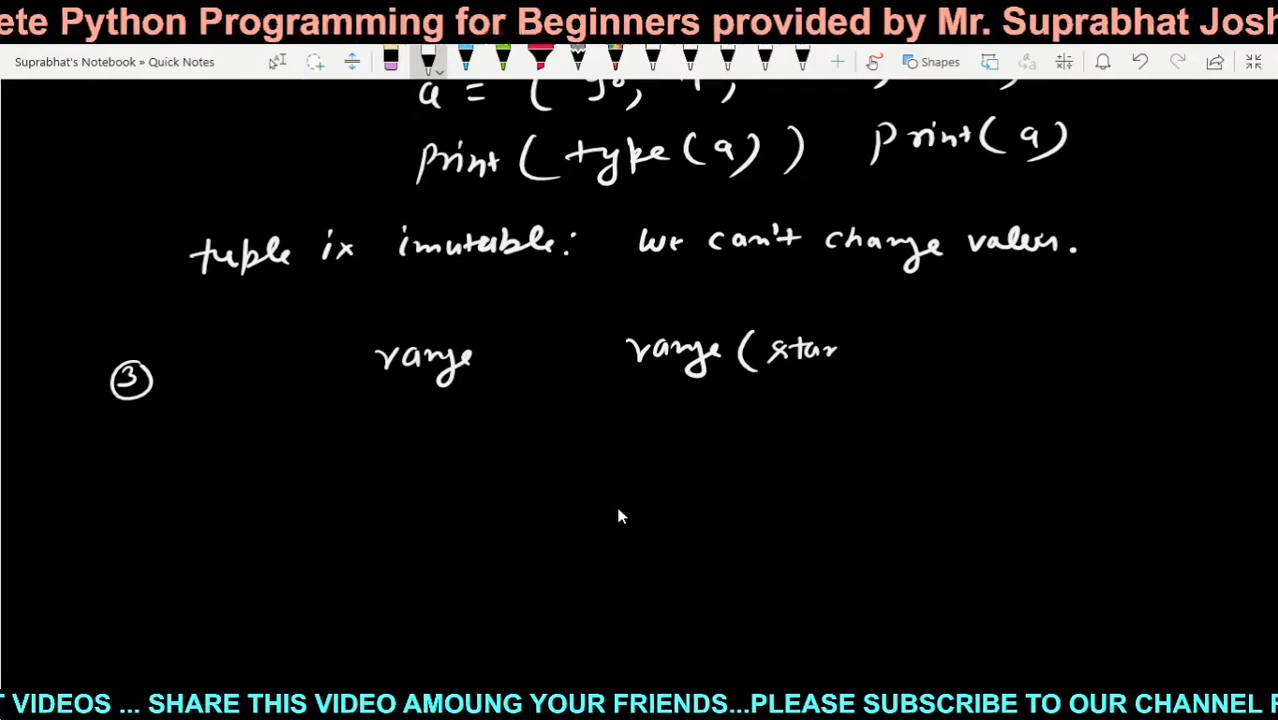 ete Python Programming for Beginners provided by Mr. Suprabhat Josh
Suprabhat's Notebook » Quick Notes
Shapes
a = (
print(type(a)) print(a)
tuple is imutable: we can't change values.
3 range range(star
T VIDEOS ... SHARE THIS VIDEO AMOUNG YOUR FRIENDS...PLEASE SUBSCRIBE TO OUR CHANNEL F